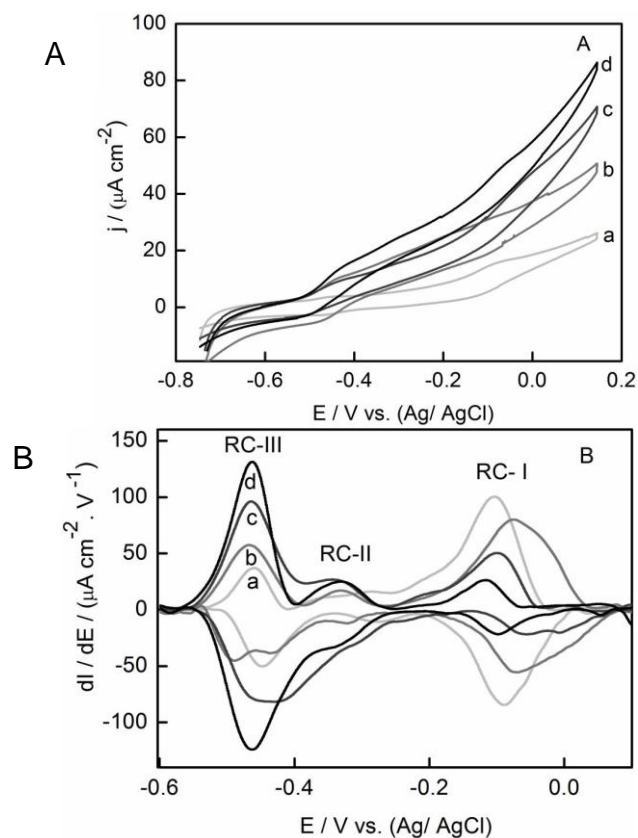 A
A
100
80
60
40
20
0
j / (µA cm⁻²)
d
c
b
a
-0.8 -0.6 -0.4 -0.2 0.0 0.2
E / V vs. (Ag/ AgCl)
B
B
150
100
50
0
-50
-100
dI / dE / (µA cm⁻² . V⁻¹)
RC-III
RC-II
RC- I
d
c
b
a
-0.6 -0.4 -0.2 0.0
E / V vs. (Ag/ AgCl)